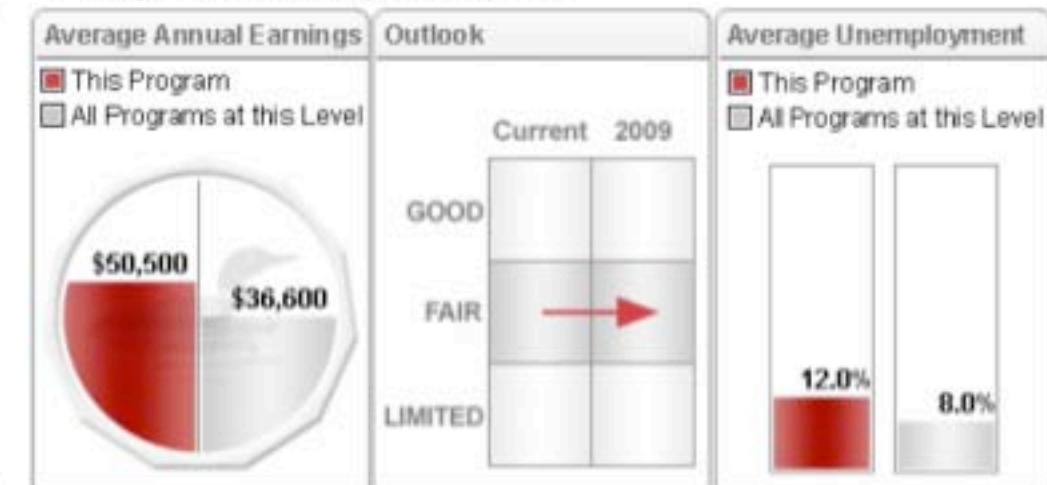 Average Annual Earnings
This Program
All Programs at this Level
$50,500
$36,600
Outlook
Current 2009
GOOD
FAIR
LIMITED
Average Unemployment
This Program
All Programs at this Level
12.0%
8.0%